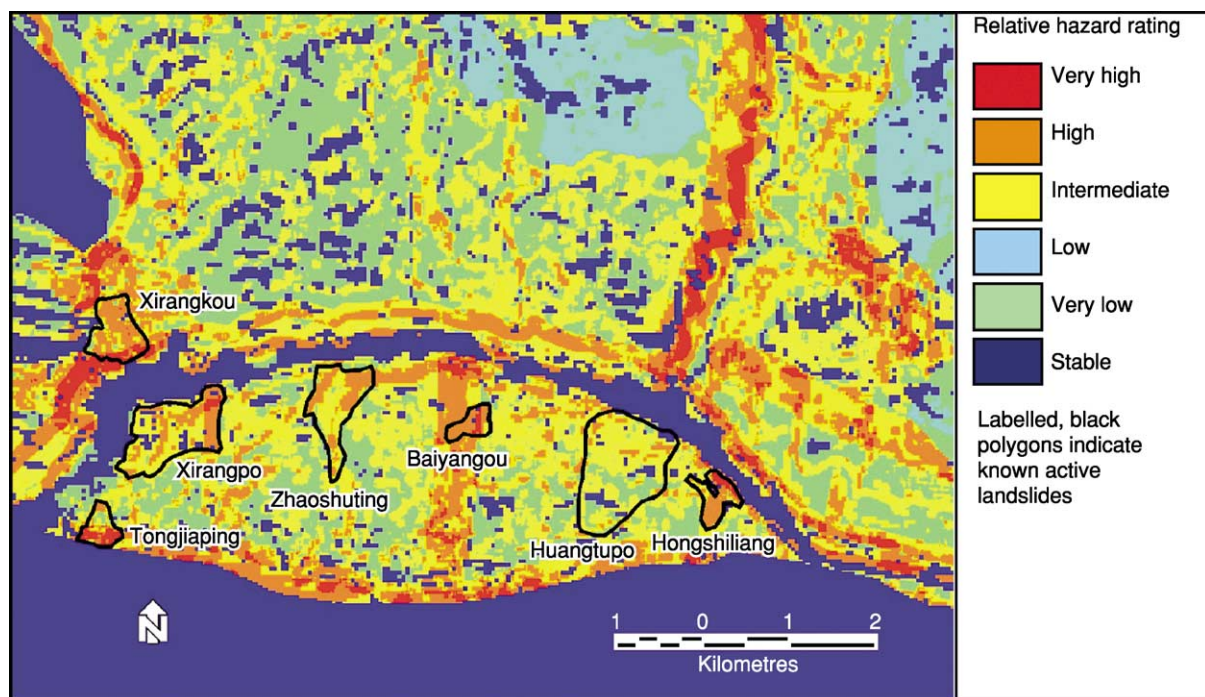 Relative hazard rating
Very high
High
Intermediate
Low
Very low
Stable
Labelled, black
polygons indicate
known active
landslides
Xirangkou
Xirangpo
Zhaoshuting
Baiyangou
Tongjiaping
Huangtupo
Hongshiliang
N
1 0 1 2
Kilometres